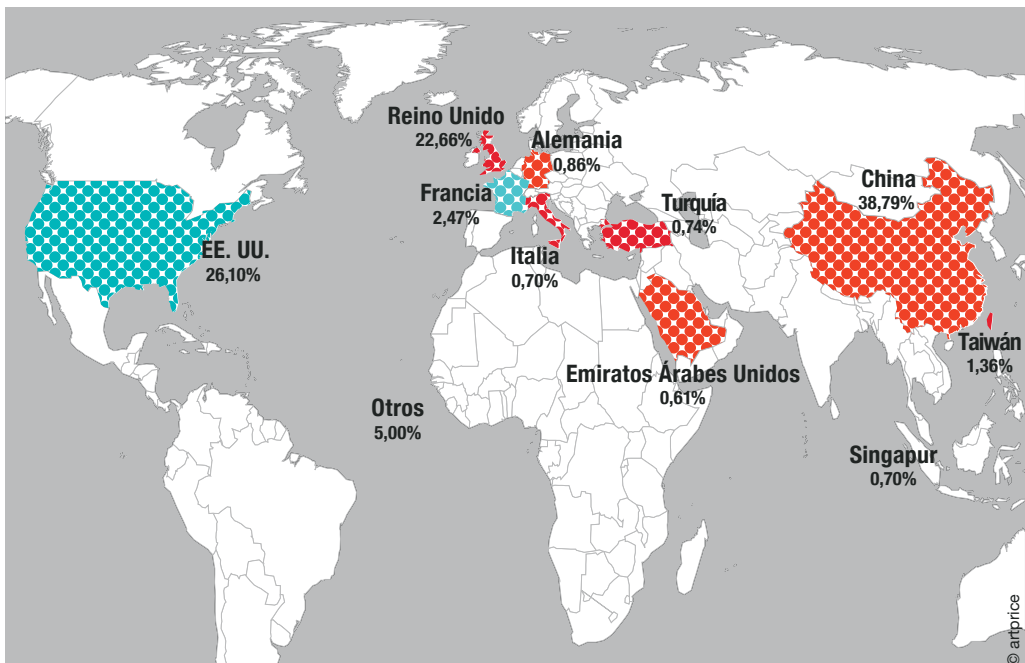 Reino Unido
22,66%
Alemania
0,86%
China
38,79%
Francia
2,47%
Turquía
0,74%
EE. UU.
26,10%
Italia
0,70%
Taiwán
1,36%
Emiratos Árabes Unidos
0,61%
Otros
5,00%
Singapur
0,70%
© artprice